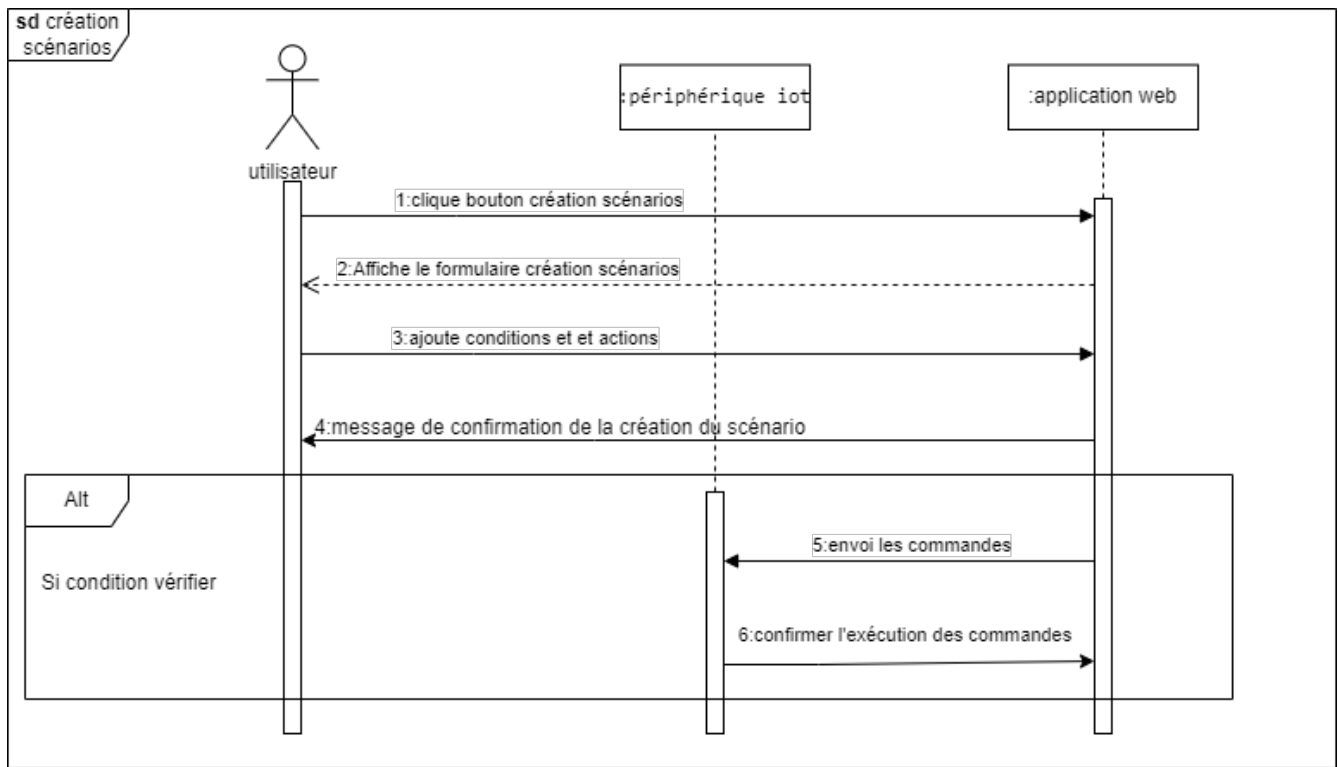 sd création
scénarios
utilisateur
:périphérique iot
:application web
1:clique bouton création scénarios
2:Affiche le formulaire création scénarios
3:ajoute conditions et et actions
4:message de confirmation de la création du scénario
Alt
5:envoi les commandes
Si condition vérifier
6:confirmer l'exécution des commandes